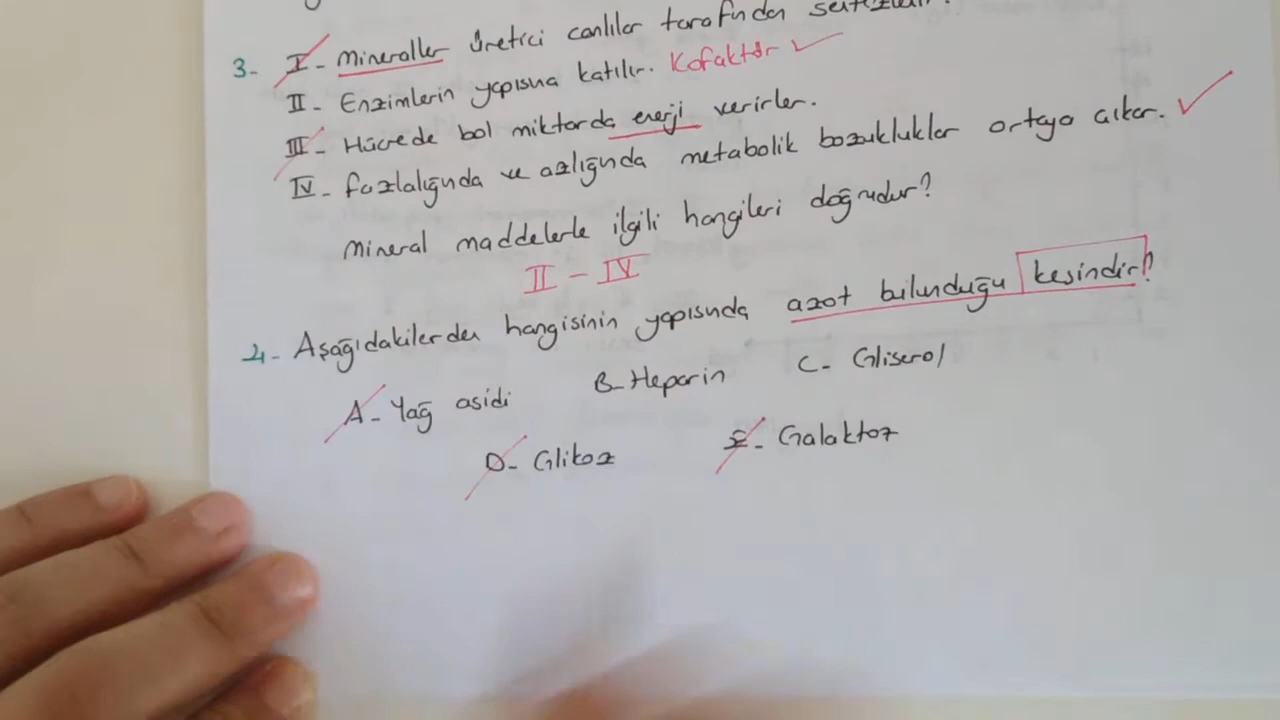 3. I- Mineraller üretici canlılar tarafından
II- Enzimlerin yapısına katılır. Kofaktör
III- Hücrede bol miktarda enerji verirler.
IV- Fazlalığında ve azlığında metabolik bozukluklar ortaya çıkar.
Mineral maddelerle ilgili hangileri doğrudur?
II - IV
4- Aşağıdakilerden hangisinin yapısında azot bulunduğu kesindir?
A- Yağ asidi B- Heparin C- Gliserol
D- Glikoz E- Galaktoz